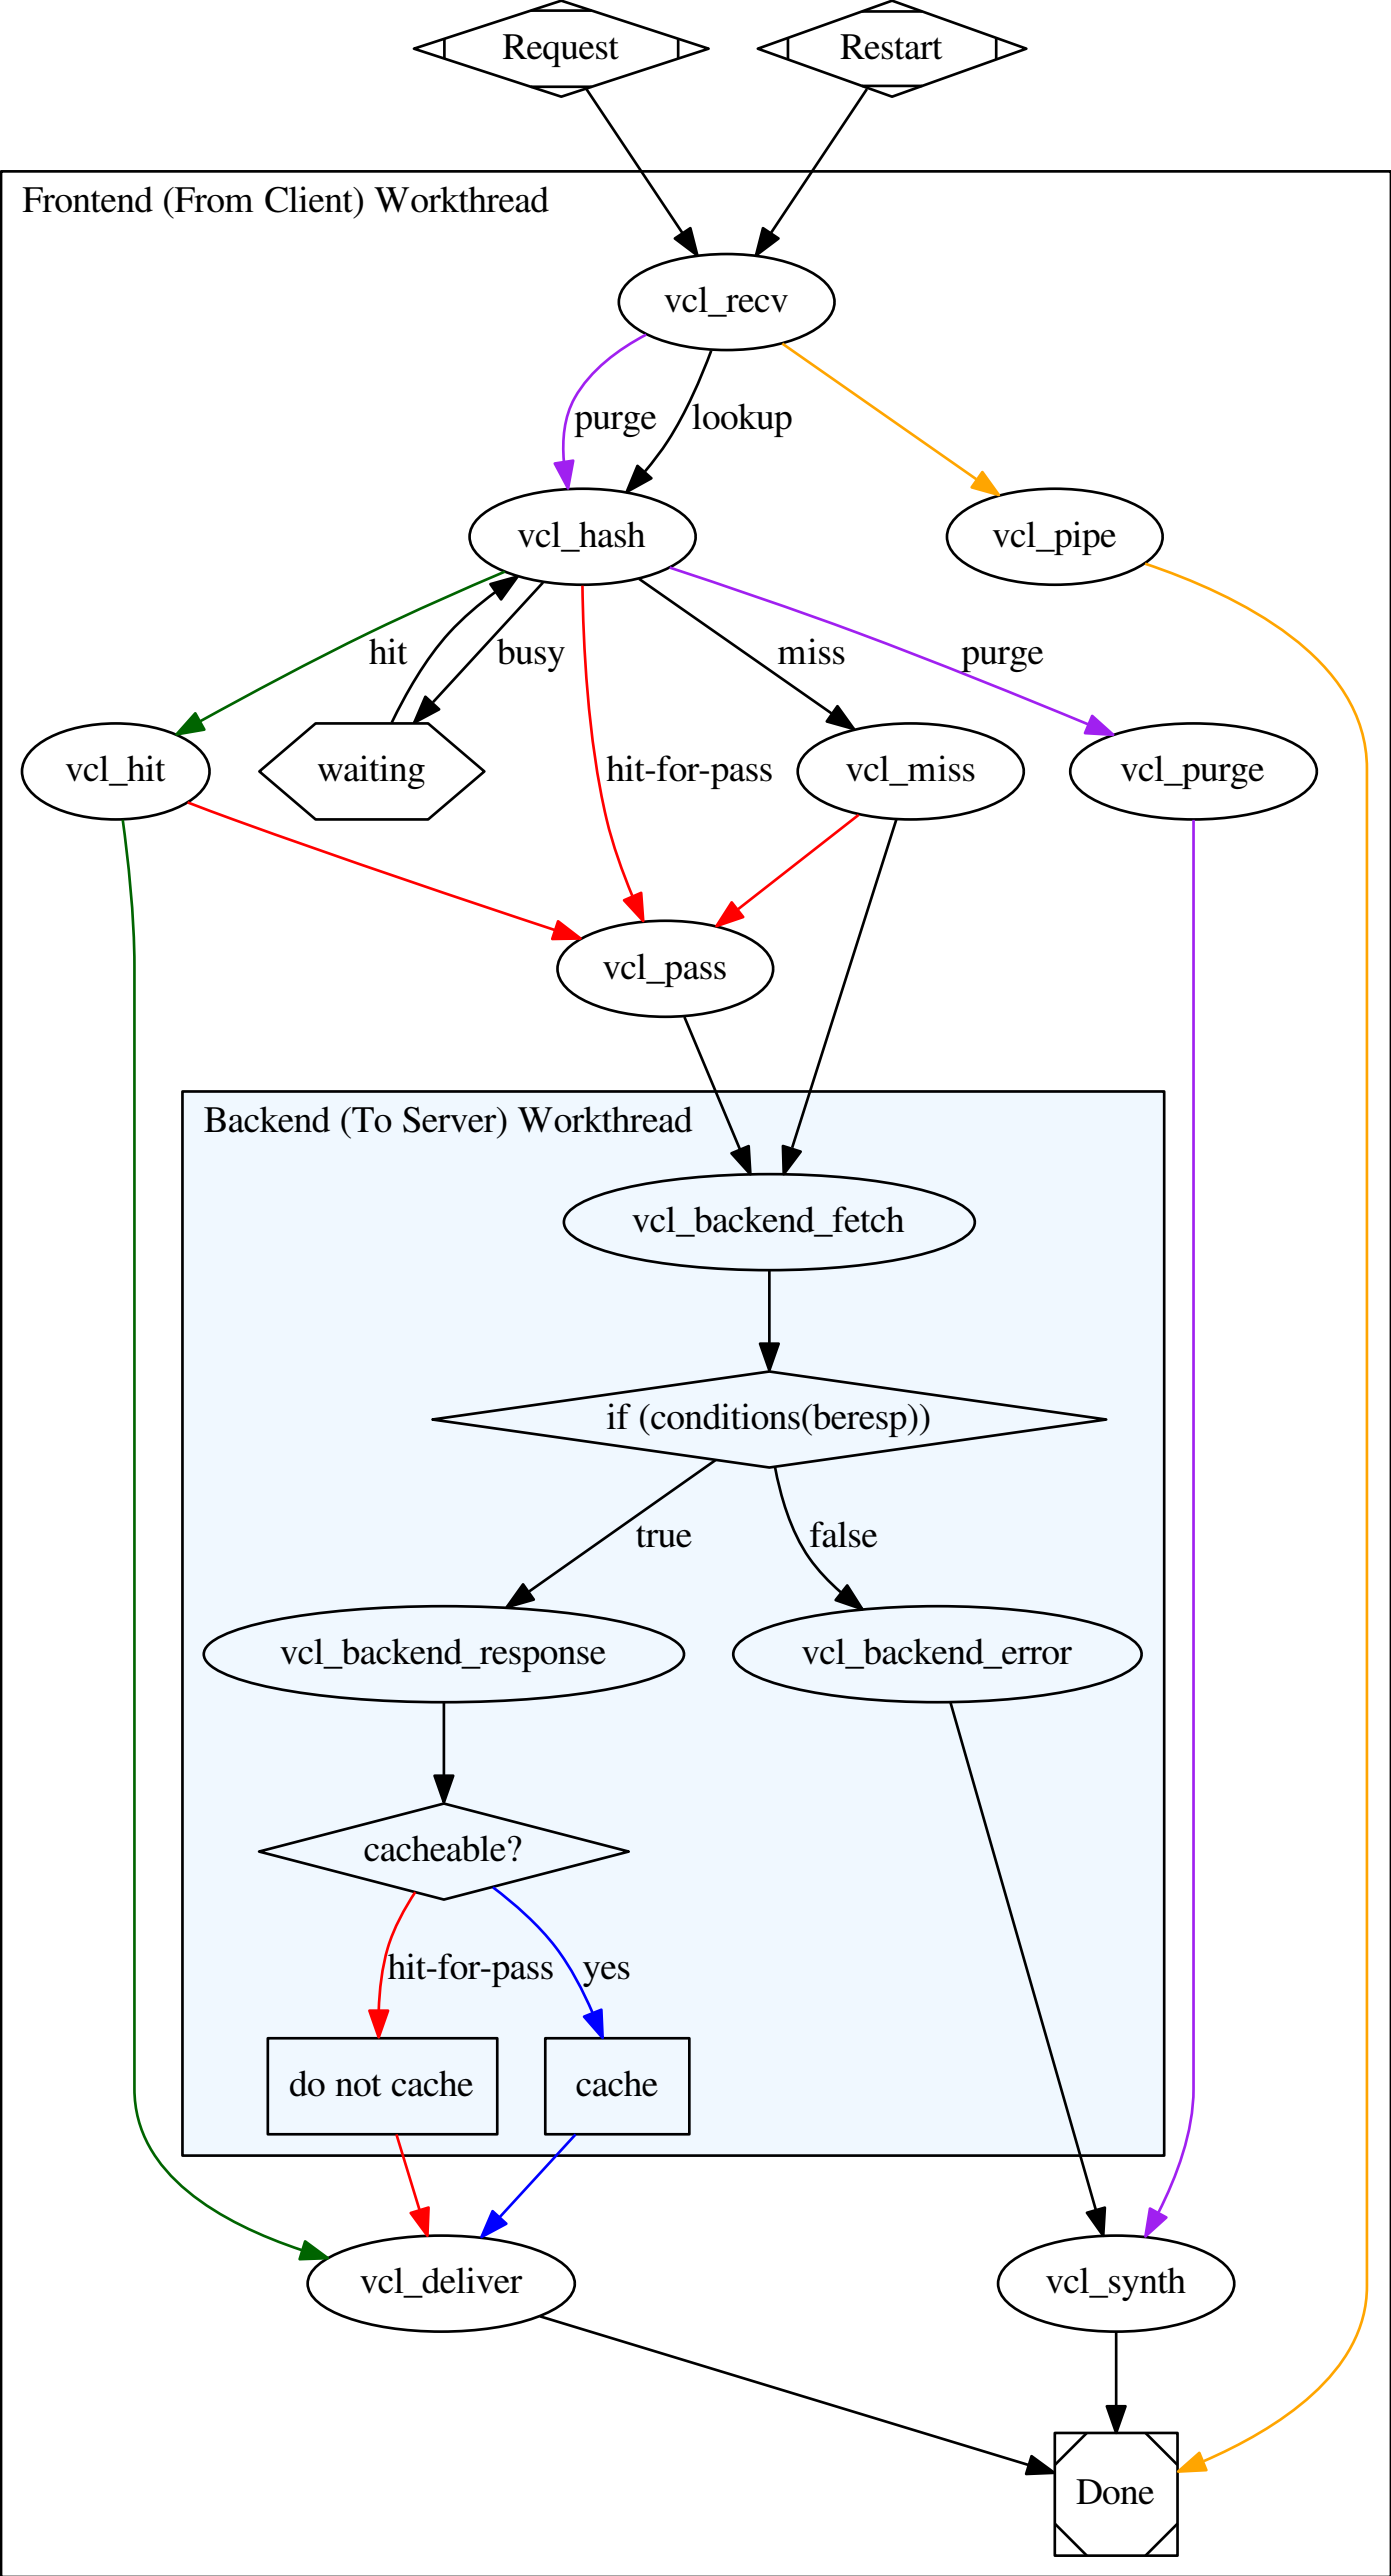 Request
Restart
Frontend (From Client) Workthread
vcl_recv
purge
lookup
vcl_hash
vcl_pipe
hit
busy
miss
purge
vcl_hit
waiting
hit-for-pass
vcl_miss
vcl_purge
vcl_pass
Backend (To Server) Workthread
vcl_backend_fetch
if (conditions(beresp))
true
false
vcl_backend_response
vcl_backend_error
cacheable?
hit-for-pass
yes
do not cache
cache
vcl_deliver
vcl_synth
Done